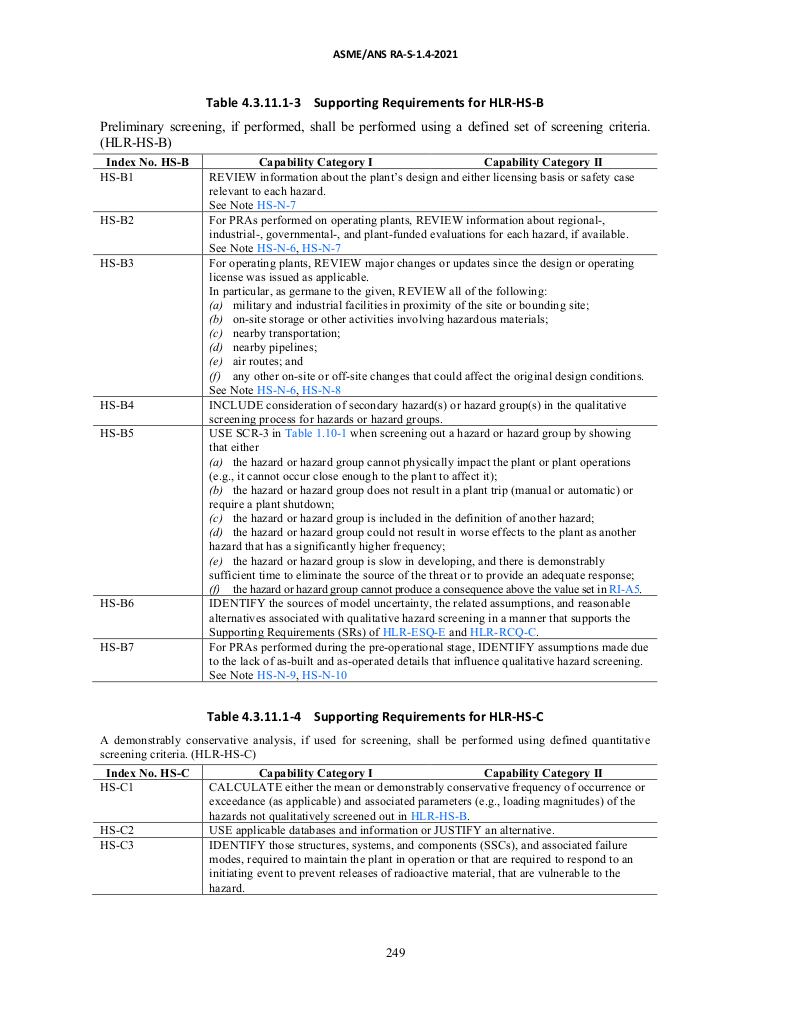 ASME/ANS RA-S-1.4-2021
Table 4.3.11.1-3 Supporting Requirements for HLR-HS-B
Preliminary screening, if performed, shall be performed using a defined set of screening criteria.
(HLR-HS-B)
Index No. HS-B Capability Category I Capability Category II
HS-B1 REVIEW information about the plant’s design and either licensing basis or safety case
relevant to each hazard.
See Note HS-N-7
HS-B2 For PRAs performed on operating plants, REVIEW information about regional-,
industrial-, governmental-, and plant-funded evaluations for each hazard, if available.
See Note HS-N-6, HS-N-7
HS-B3 For operating plants, REVIEW major changes or updates since the design or operating
license was issued as applicable.
In particular, as germane to the given, REVIEW all of the following:
(a) military and industrial facilities in proximity of the site or bounding site;
(b) on-site storage or other activities involving hazardous materials;
(c) nearby transportation;
(d) nearby pipelines;
(e) air routes; and
(f) any other on-site or off-site changes that could affect the original design conditions.
See Note HS-N-6, HS-N-8
HS-B4 INCLUDE consideration of secondary hazard(s) or hazard group(s) in the qualitative
screening process for hazards or hazard groups.
HS-B5 USE SCR-3 in Table 1.10-1 when screening out a hazard or hazard group by showing
that either
(a) the hazard or hazard group cannot physically impact the plant or plant operations
(e.g., it cannot occur close enough to the plant to affect it);
(b) the hazard or hazard group does not result in a plant trip (manual or automatic) or
require a plant shutdown;
(c) the hazard or hazard group is included in the definition of another hazard;
(d) the hazard or hazard group could not result in worse effects to the plant as another
hazard that has a significantly higher frequency;
(e) the hazard or hazard group is slow in developing, and there is demonstrably
sufficient time to eliminate the source of the threat or to provide an adequate response;
(f) the hazard or hazard group cannot produce a consequence above the value set in RI-A5.
HS-B6 IDENTIFY the sources of model uncertainty, the related assumptions, and reasonable
alternatives associated with qualitative hazard screening in a manner that supports the
Supporting Requirements (SRs) of HLR-ESQ-E and HLR-RCQ-C.
HS-B7 For PRAs performed during the pre-operational stage, IDENTIFY assumptions made due
to the lack of as-built and as-operated details that influence qualitative hazard screening.
See Note HS-N-9, HS-N-10
Table 4.3.11.1-4 Supporting Requirements for HLR-HS-C
A demonstrably conservative analysis, if used for screening, shall be performed using defined quantitative
screening criteria. (HLR-HS-C)
Index No. HS-C Capability Category I Capability Category II
HS-C1 CALCULATE either the mean or demonstrably conservative frequency of occurrence or
exceedance (as applicable) and associated parameters (e.g., loading magnitudes) of the
hazards not qualitatively screened out in HLR-HS-B.
HS-C2 USE applicable databases and information or JUSTIFY an alternative.
HS-C3 IDENTIFY those structures, systems, and components (SSCs), and associated failure
modes, required to maintain the plant in operation or that are required to respond to an
initiating event to prevent releases of radioactive material, that are vulnerable to the
hazard.
249